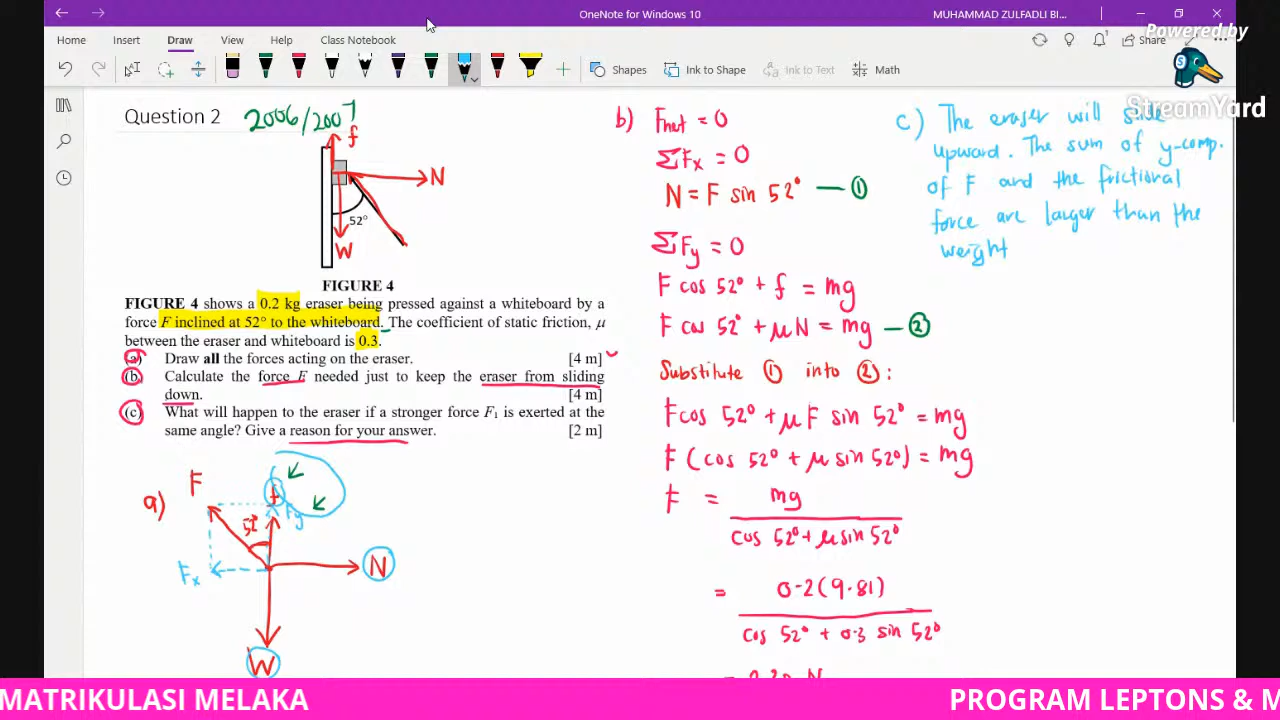 OneNote for Windows 10
MUHAMMAD ZULFADLI BI...
Powered by
Home Insert Draw View Help Class Notebook
Share
StreamYard
Shapes
Ink to Shape
Ink to Text
Math
Question 2
2006/2007
f
N
52°
W
FIGURE 4
FIGURE 4 shows a 0.2 kg eraser being pressed against a whiteboard by a
force F inclined at 52° to the whiteboard. The coefficient of static friction, μ
between the eraser and whiteboard is 0.3.
(a) Draw all the forces acting on the eraser. [4 m]
(b) Calculate the force F needed just to keep the eraser from sliding
down. [4 m]
(c) What will happen to the eraser if a stronger force F₁ is exerted at the
same angle? Give a reason for your answer. [2 m]
a)
F
f
Fy
52°
Fx
N
W
b) Fnet = 0
ΣFx = 0
N = F sin 52° — ①
ΣFy = 0
F cos 52° + f = mg
F cos 52° + μN = mg — ②
Substitute ① into ② :
F cos 52° + μ F sin 52° = mg
F (cos 52° + μ sin 52°) = mg
F = mg
cos 52° + μ sin 52°
= 0.2(9.81)
cos 52° + 0.3 sin 52°
c) The eraser will slide
upward. The sum of y-comp.
of F and the frictional
force are larger than the
weight
MATRIKULASI MELAKA
PROGRAM LEPTONS & M